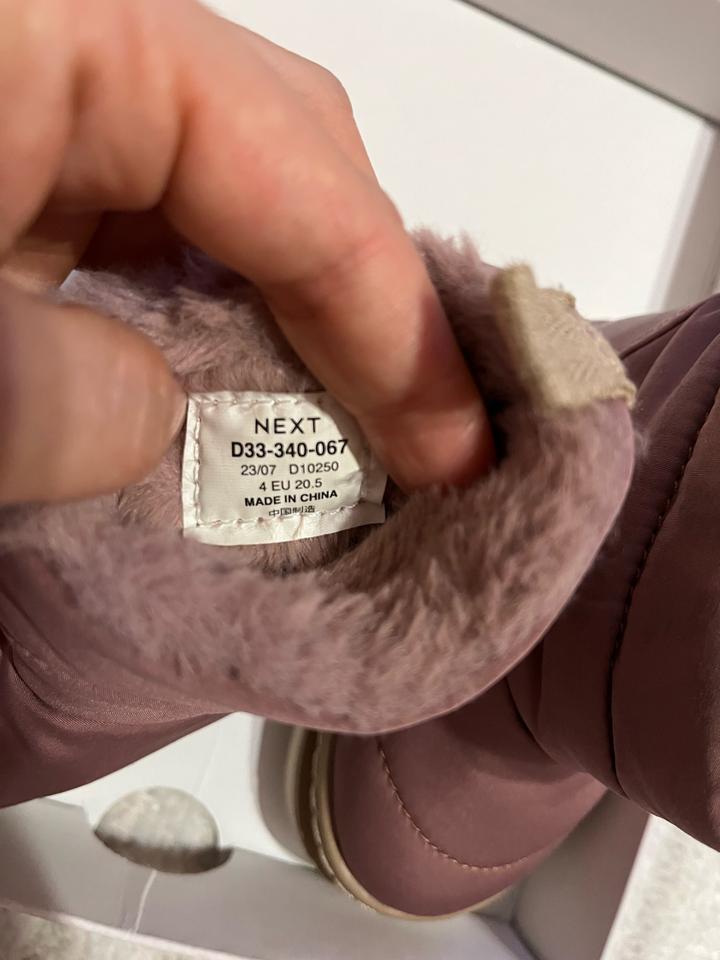 NEXT
D33-340-067
23/07 D10250
4 EU 20.5
MADE IN CHINA
中国制造